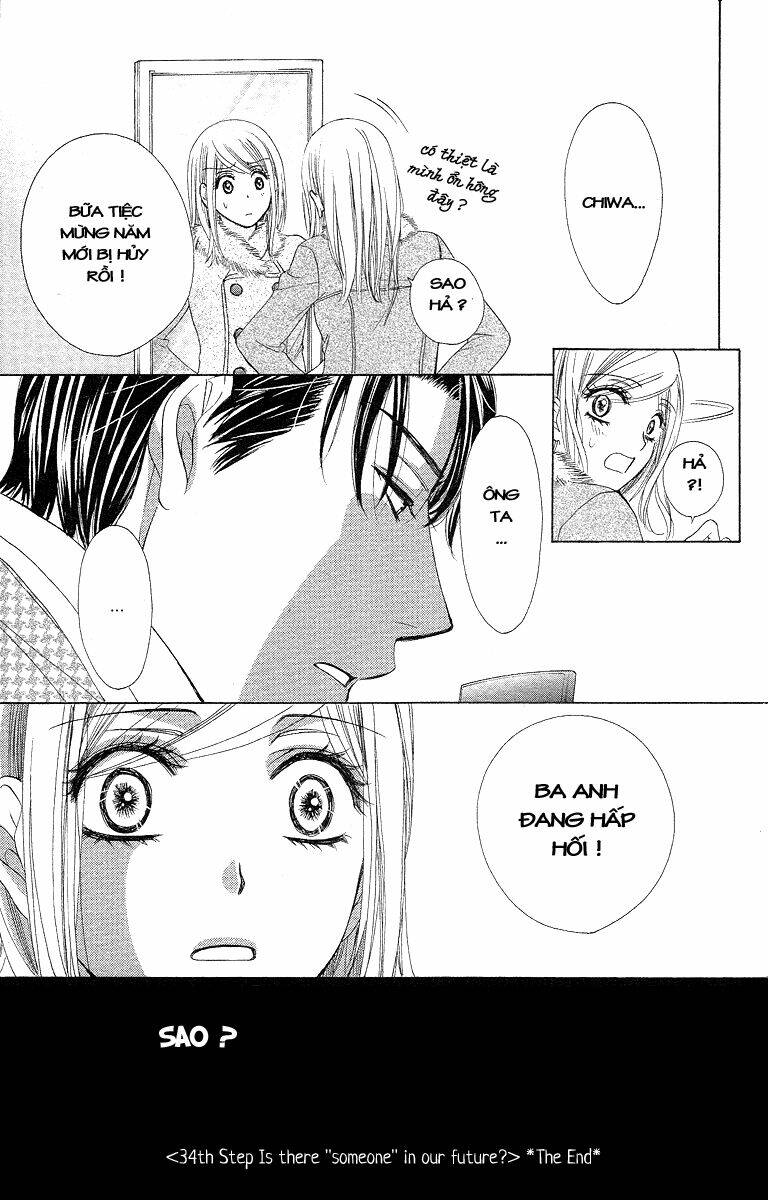 CHIWA...
có thiệt là
mình ổn hông
đây ?
SAO
HẢ ?
BỮA TIỆC
MỪNG NĂM
MỚI BỊ HỦY
RỒI !
HẢ
?!
ÔNG
TA
...
...
BA ANH
ĐANG HẤP
HỐI !
SAO ?
<34th Step Is there "someone" in our future?> *The End*